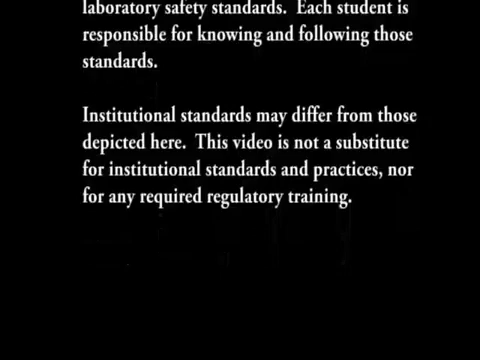 laboratory safety standards.  Each student is
responsible for knowing and following those
standards.

Institutional standards may differ from those
depicted here.  This video is not a substitute
for institutional standards and practices, nor
for any required regulatory training.